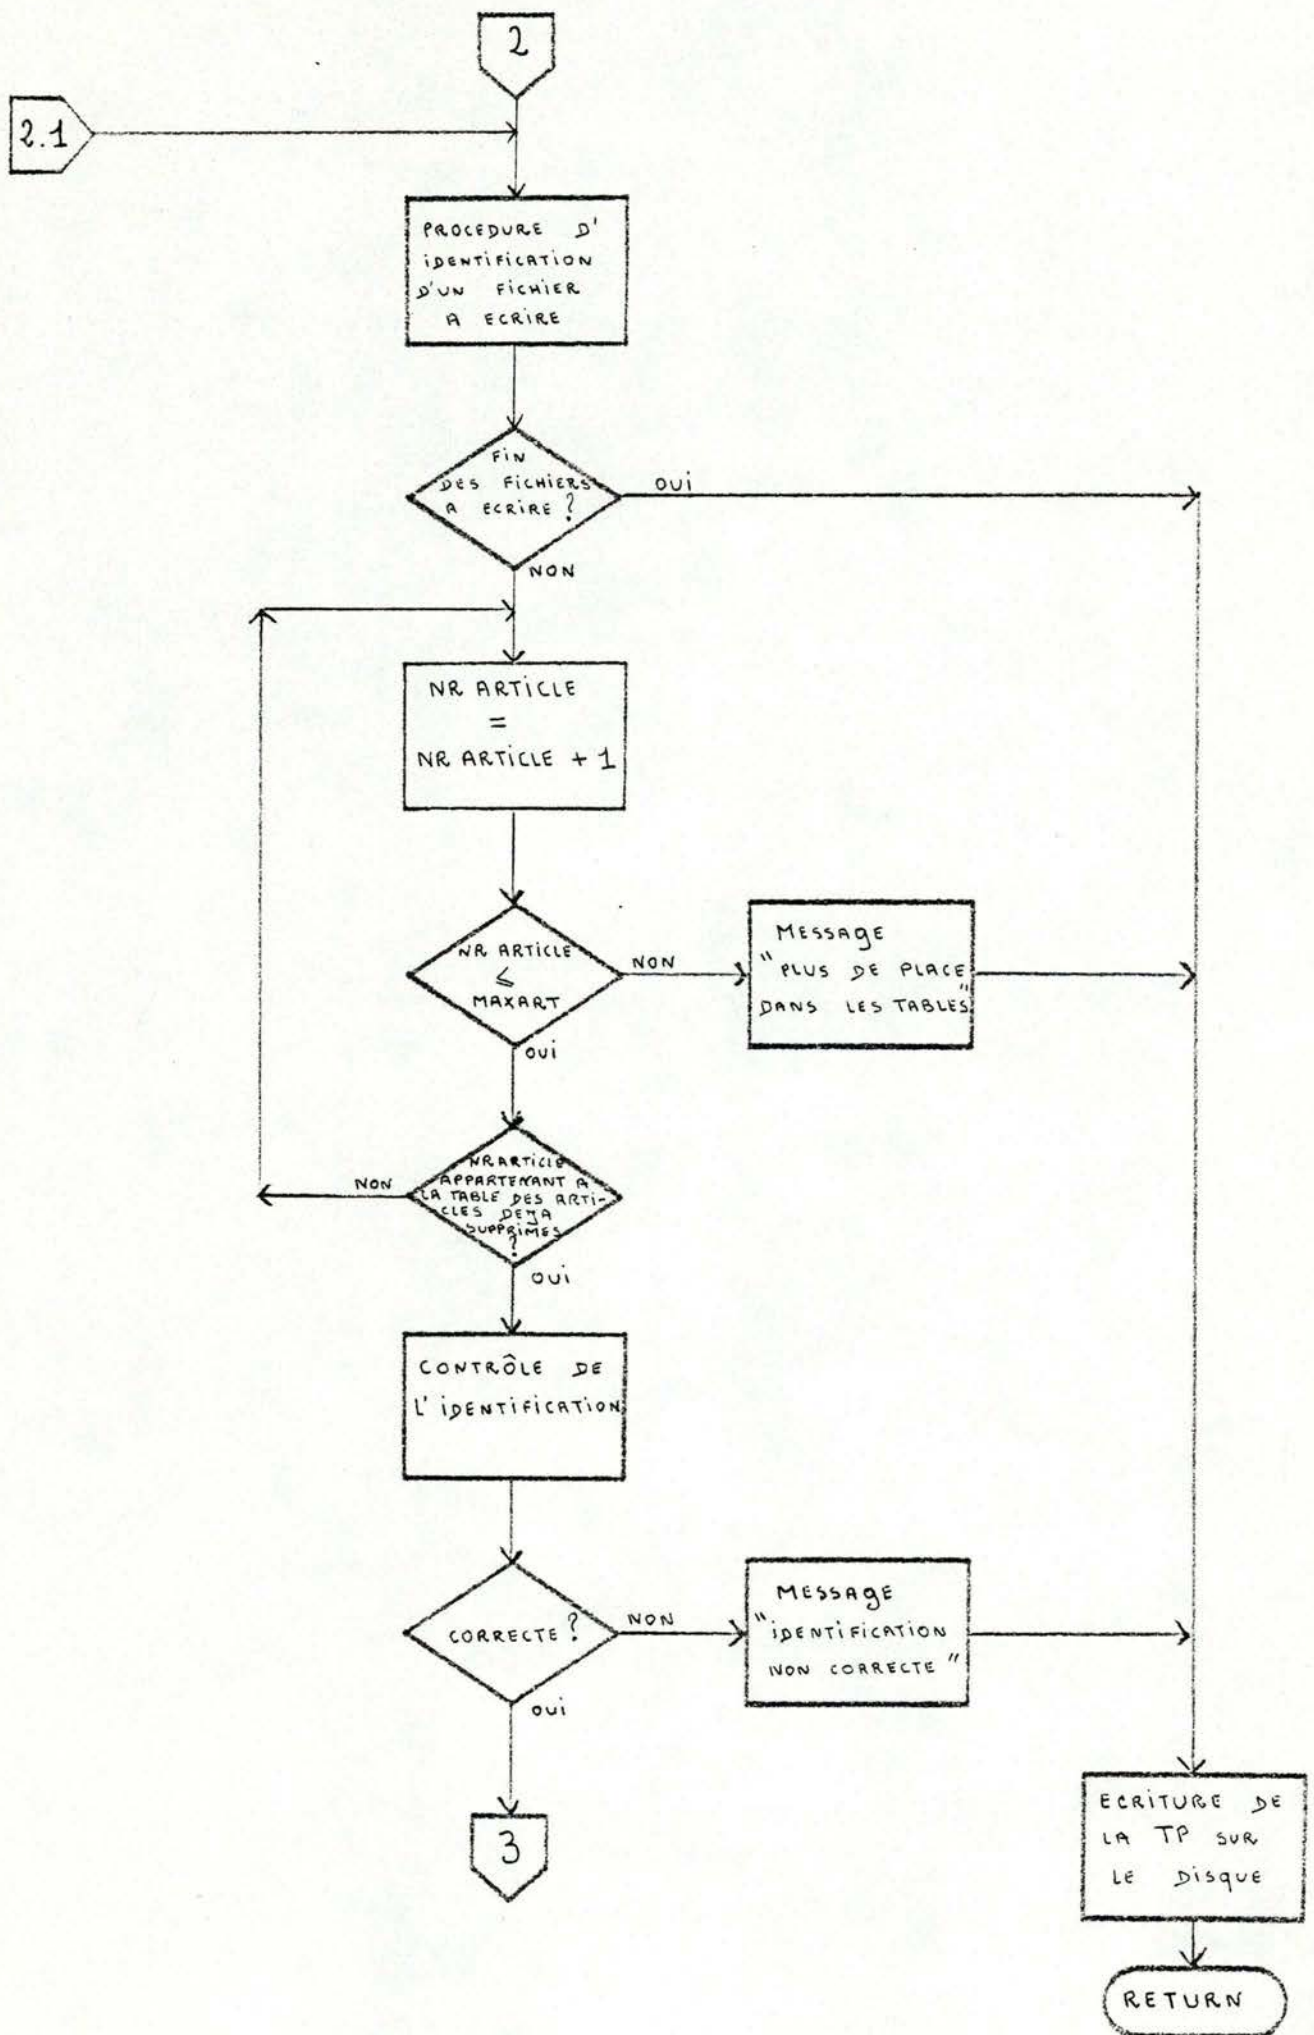 2
2.1
PROCEDURE D'
IDENTIFICATION
D'UN FICHIER
A ECRIRE
FIN
DES FICHIERS
A ECRIRE ?
OUI
NON
NR ARTICLE
=
NR ARTICLE + 1
NR ARTICLE
≤
MAXART
NON
MESSAGE
"PLUS DE PLACE
DANS LES TABLES"
OUI
NR ARTICLE
APPARTENANT A
LA TABLE DES ARTI-
CLES DEJA
SUPPRIMES
?
NON
OUI
CONTRÔLE DE
L'IDENTIFICATION
CORRECTE ?
NON
MESSAGE
"IDENTIFICATION
NON CORRECTE"
OUI
3
ECRITURE DE
LA TP SUR
LE DISQUE
RETURN